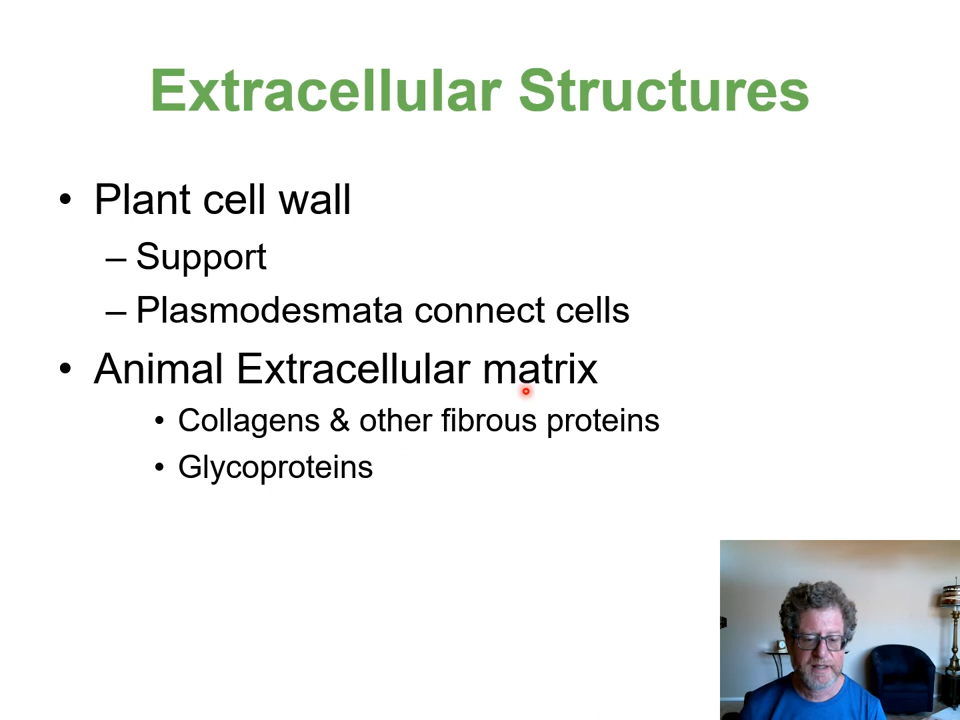 Extracellular Structures
• Plant cell wall
– Support
– Plasmodesmata connect cells
• Animal Extracellular matrix
• Collagens & other fibrous proteins
• Glycoproteins